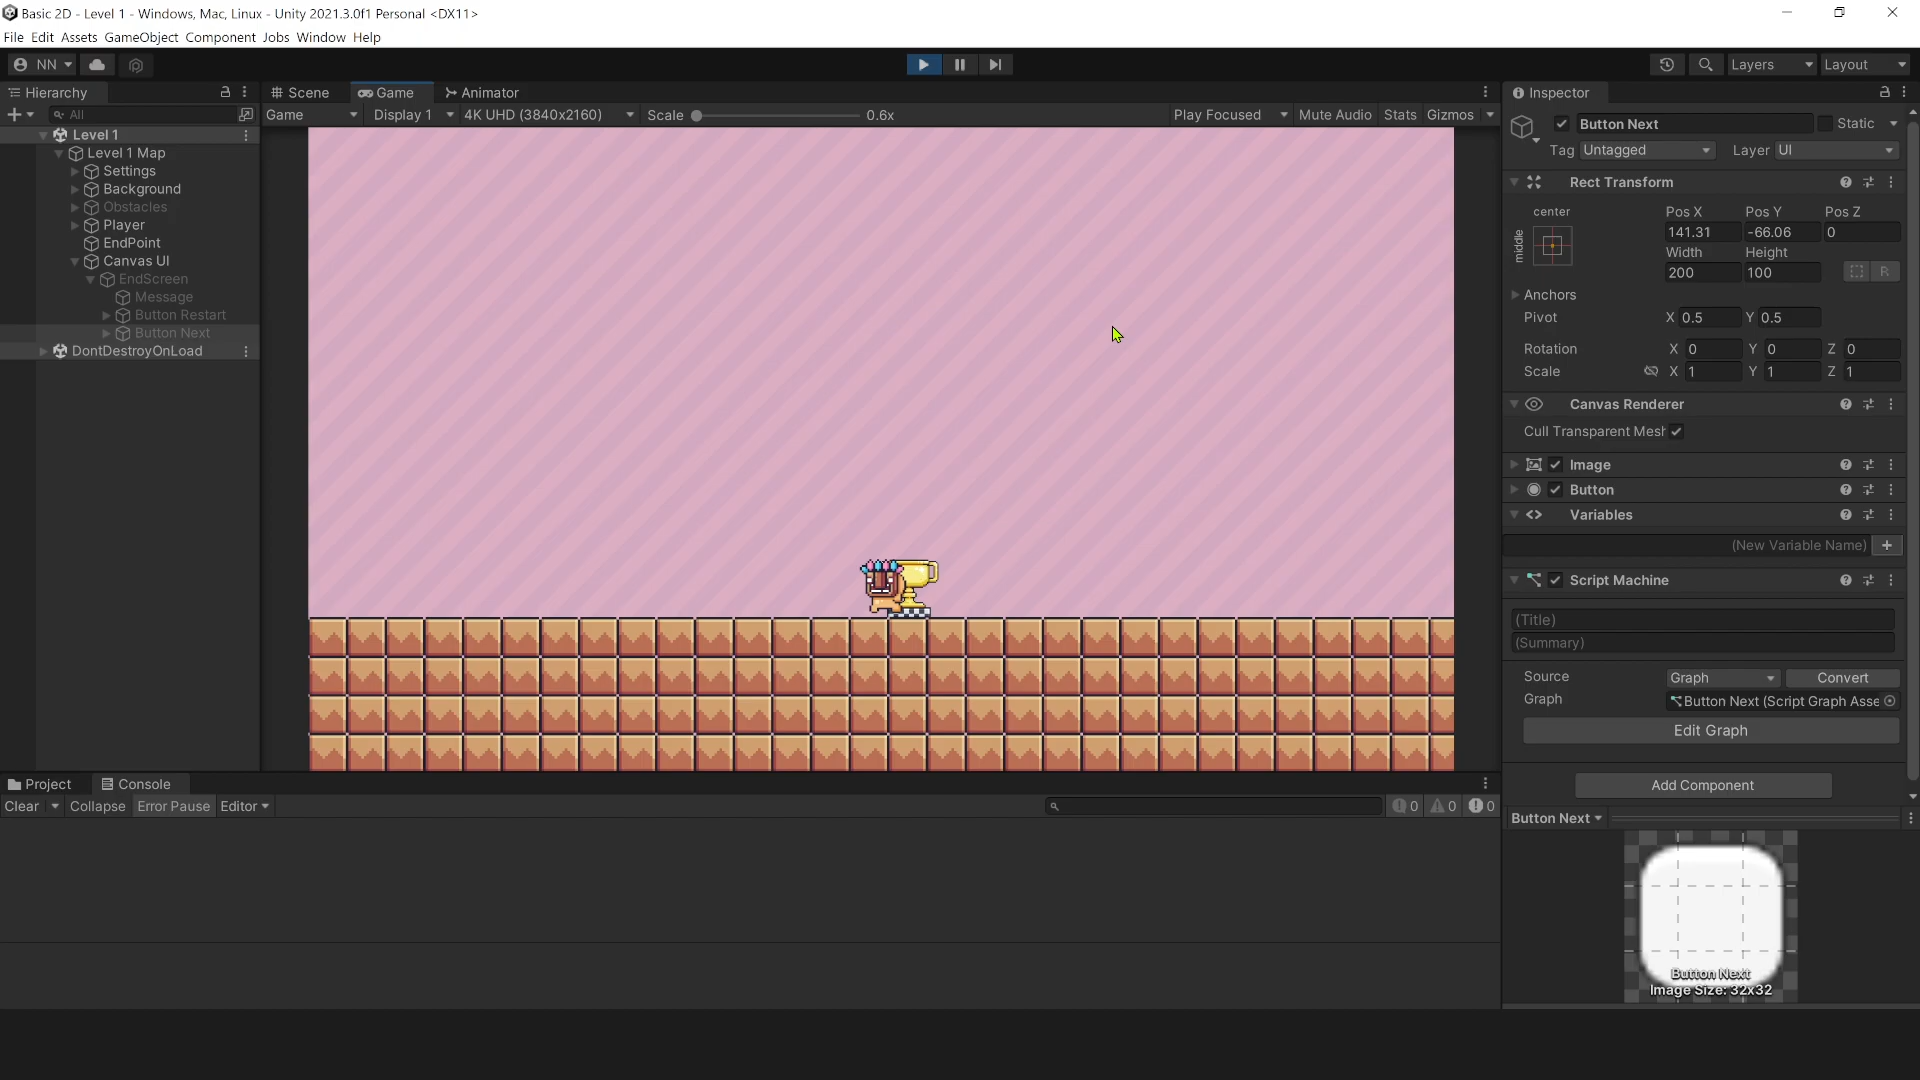 Basic 2D - Level 1 - Windows, Mac, Linux - Unity 2021.3.0f1 Personal <DX11>
File Edit Assets GameObject Component Jobs Window Help
NN
Layers
Layout
Hierarchy
All
Level 1
Level 1 Map
Settings
Background
Obstacles
Player
EndPoint
Canvas UI
EndScreen
Message
Button Restart
Button Next
DontDestroyOnLoad
Scene Game Animator
Game Display 1 4K UHD (3840x2160) Scale 0.6x Play Focused Mute Audio Stats Gizmos
Inspector
Button Next Static
Tag Untagged Layer UI
Rect Transform
center Pos X Pos Y Pos Z
middle 141.31 -66.06 0
Width Height
200 100 R
Anchors
Pivot X 0.5 Y 0.5
Rotation X 0 Y 0 Z 0
Scale X 1 Y 1 Z 1
Canvas Renderer
Cull Transparent Mesh
Image
Button
Variables
(New Variable Name) +
Script Machine
(Title)
(Summary)
Source Graph Convert
Graph Button Next (Script Graph Asse
Edit Graph
Add Component
Project Console
Clear Collapse Error Pause Editor
0 0 0
Button Next
Button Next
Image Size: 32x32